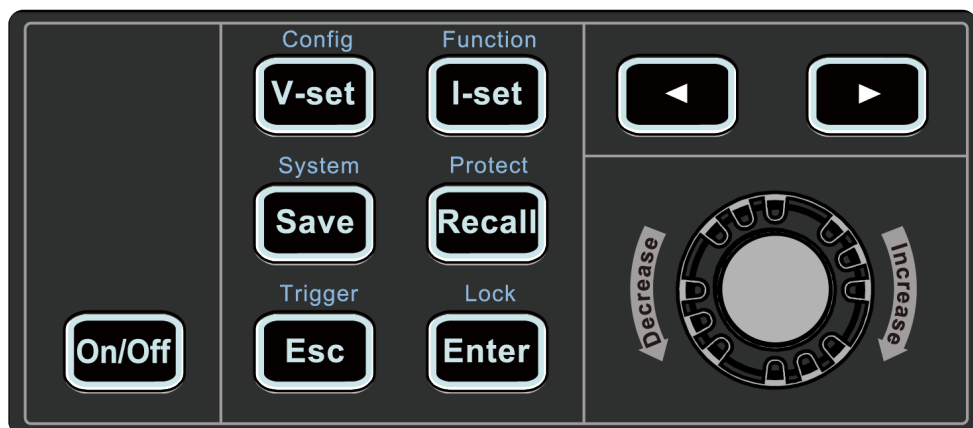 Config Function
V-set I-set
System Protect
Save Recall
Trigger Lock
On/Off Esc Enter
Decrease Increase